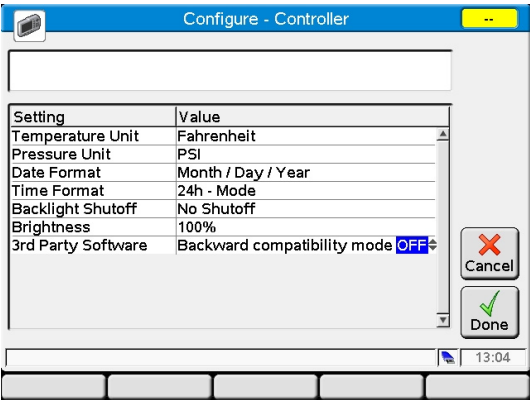 Configure - Controller
--
Setting Value
Temperature Unit Fahrenheit
Pressure Unit PSI
Date Format Month / Day / Year
Time Format 24h - Mode
Backlight Shutoff No Shutoff
Brightness 100%
3rd Party Software Backward compatibility mode OFF
Cancel
Done
13:04